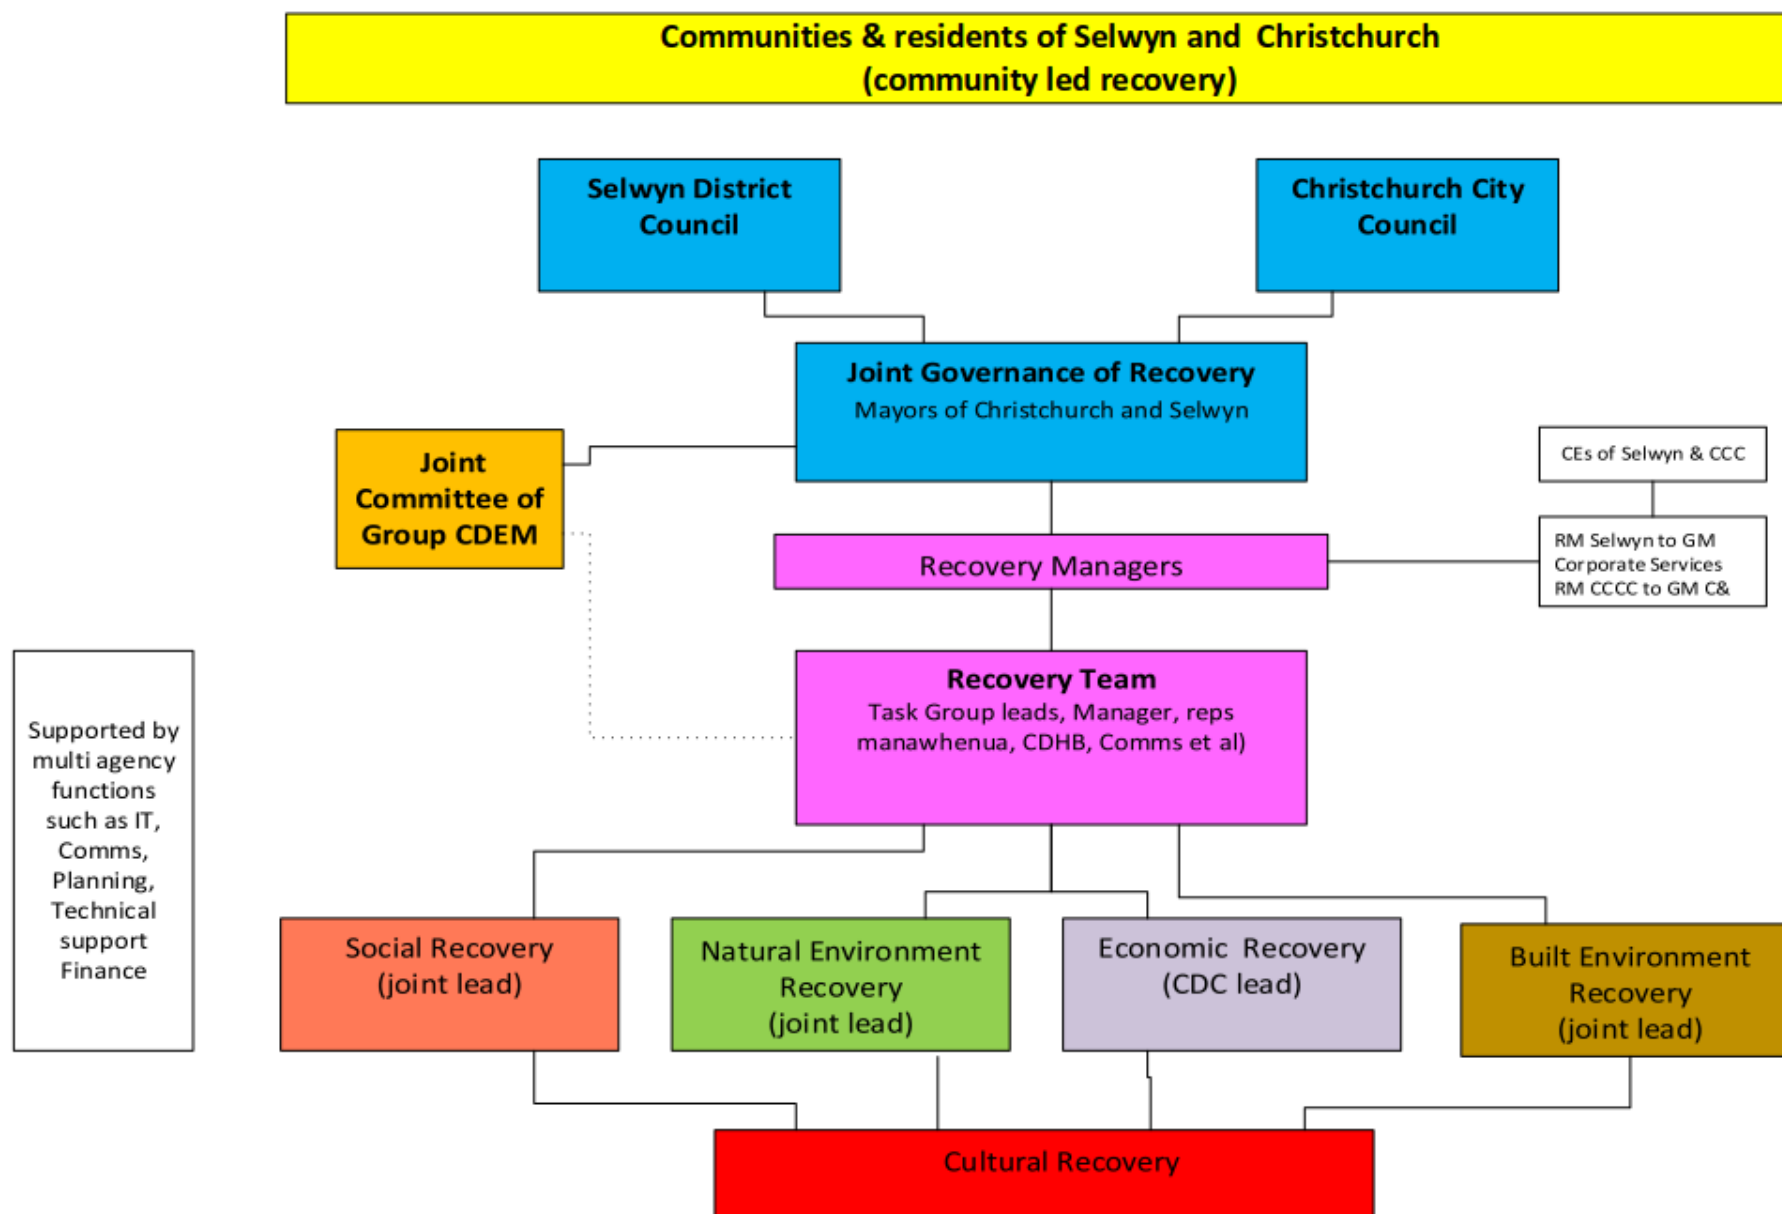 Communities & residents of Selwyn and Christchurch
(community led recovery)
Selwyn District
Council
Christchurch City
Council
Joint Governance of Recovery
Mayors of Christchurch and Selwyn
Joint
Committee of
Group CDEM
CEs of Selwyn & CCC
Recovery Managers
RM Selwyn to GM
Corporate Services
RM CCCC to GM C&
Recovery Team
Task Group leads, Manager, reps
manawhenua, CDHB, Comms et al)
Supported by
multi agency
functions
such as IT,
Comms,
Planning,
Technical
support
Finance
Social Recovery
(joint lead)
Natural Environment
Recovery
(joint lead)
Economic Recovery
(CDC lead)
Built Environment
Recovery
(joint lead)
Cultural Recovery